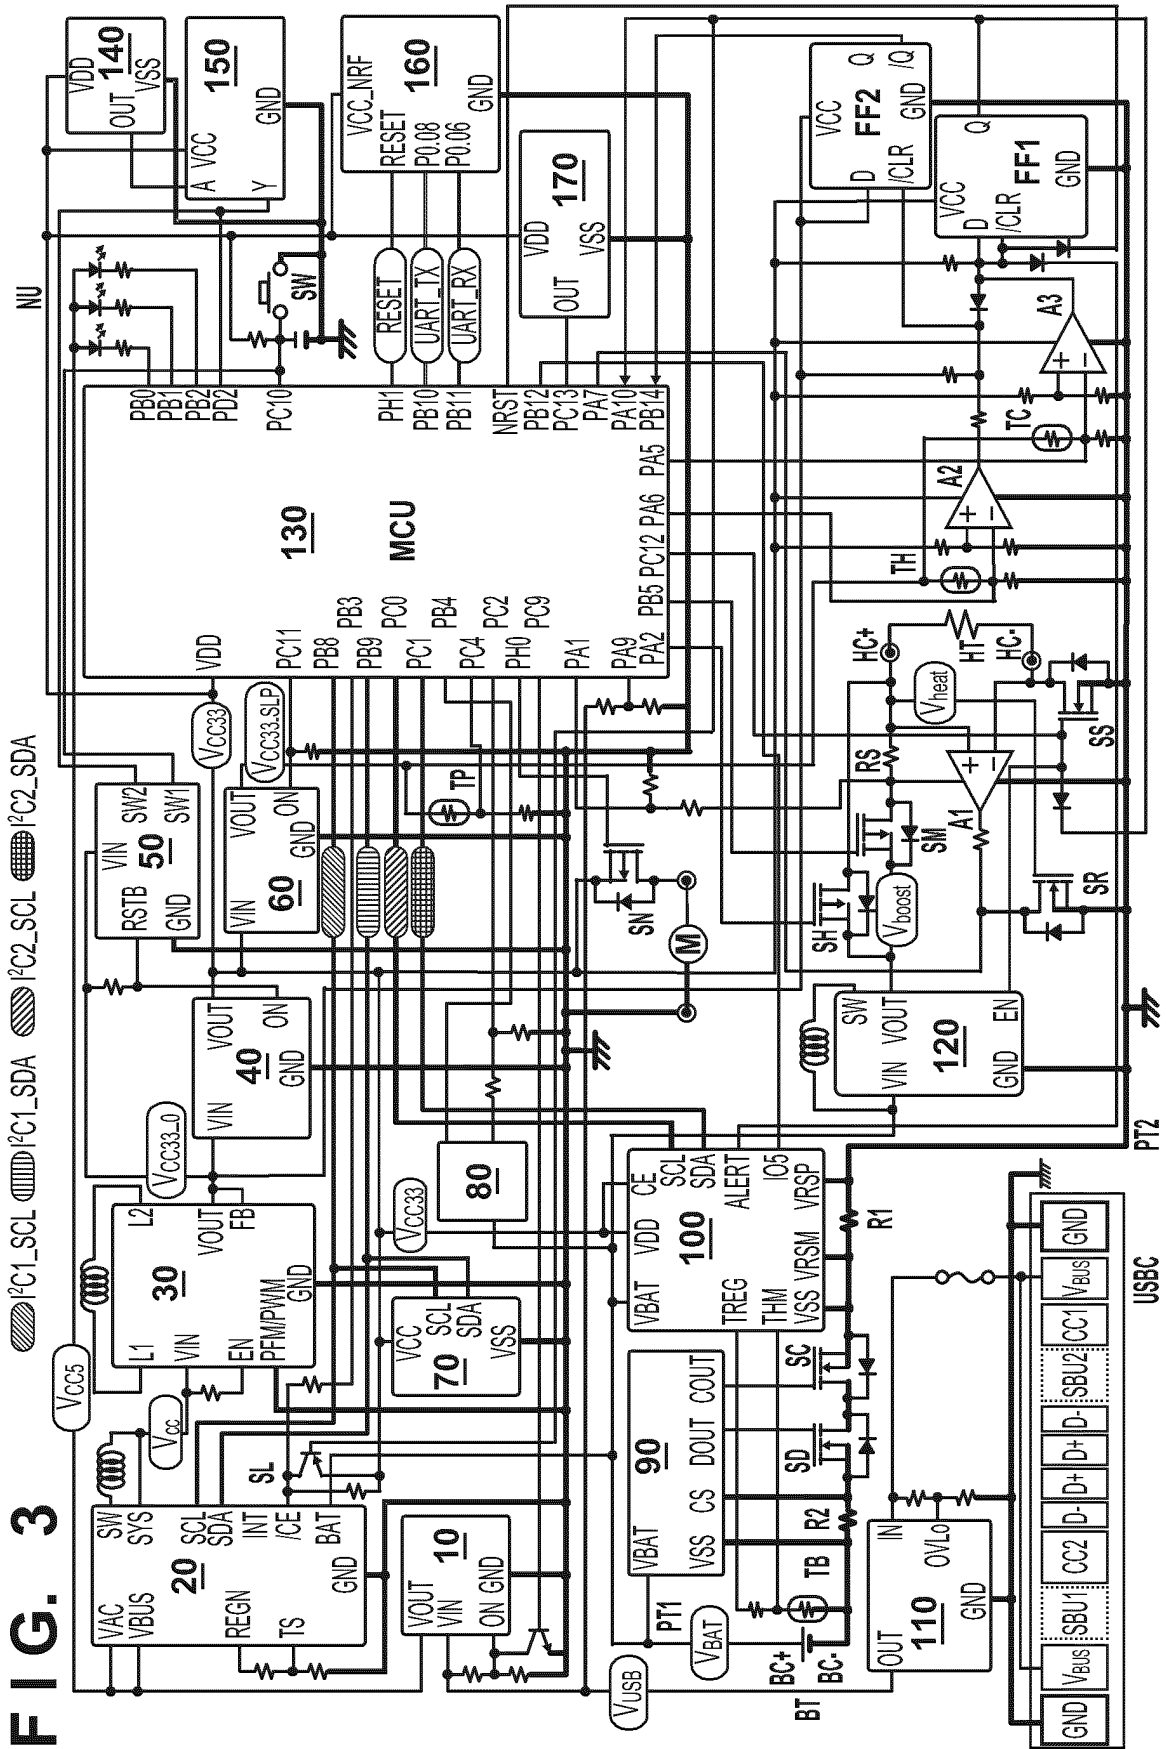 FIG. 3
I²C1_SCL I²C1_SDA I²C2_SCL I²C2_SDA
NU
VCC5
SW
SYS
VAC
VBUS
20
SCL
SDA
INT
/CE
BAT
REGN
TS
GND
VCC
L1
L2
30
VIN
VOUT
FB
EN
PFM/PWM
GND
VCC33_0
VOUT
VIN
40
ON
GND
VIN
SW2
50
RSTB
SW1
GND
VCC33
VCC33.SLP
VOUT
VIN
60
ON
GND
VDD
PC11
PB8
PB3
PB9
PC0
PC1
PB4
PC4
PC2
PH0
PC9
PA1
PA9
PA2
PB5
PC12
PA6
PA5
130
MCU
PB0
PB1
PB2
PD2
PC10
PH1
PB10
PB11
NRST
PB12
PC13
PA7
PA10
PB14
VDD
140
OUT
VSS
A
VCC
150
Y
GND
SW
VCC_NRF
160
RESET
P0.08
P0.06
GND
RESET
UART_TX
UART_RX
VDD
170
OUT
VSS
SL
VOUT
VIN
10
ON
GND
VCC
SCL
70
SDA
VSS
80
VCC33
TP
SN
M
VUSB
PT1
VBAT
BC+
BC-
BT
TB
VBAT
90
VSS
CS
DOUT
COUT
R2
SD
SC
VBAT
VDD
CE
100
SCL
SDA
TREG
ALERT
THM
IO5
VSS
VRSM
VRSP
R1
PT2
OUT
IN
110
OVLo
GND
GND
VBUS
SBU1
CC2
D-
D+
D+
D-
SBU2
CC1
VBUS
GND
USBC
SW
VIN
VOUT
120
GND
EN
Vboost
SH
SM
RS
A1
SR
SS
Vheat
HC+
HT
HC-
TH
A2
TC
A3
VCC
D
Q
FF2
/CLR
/Q
GND
VCC
D
Q
FF1
/CLR
GND